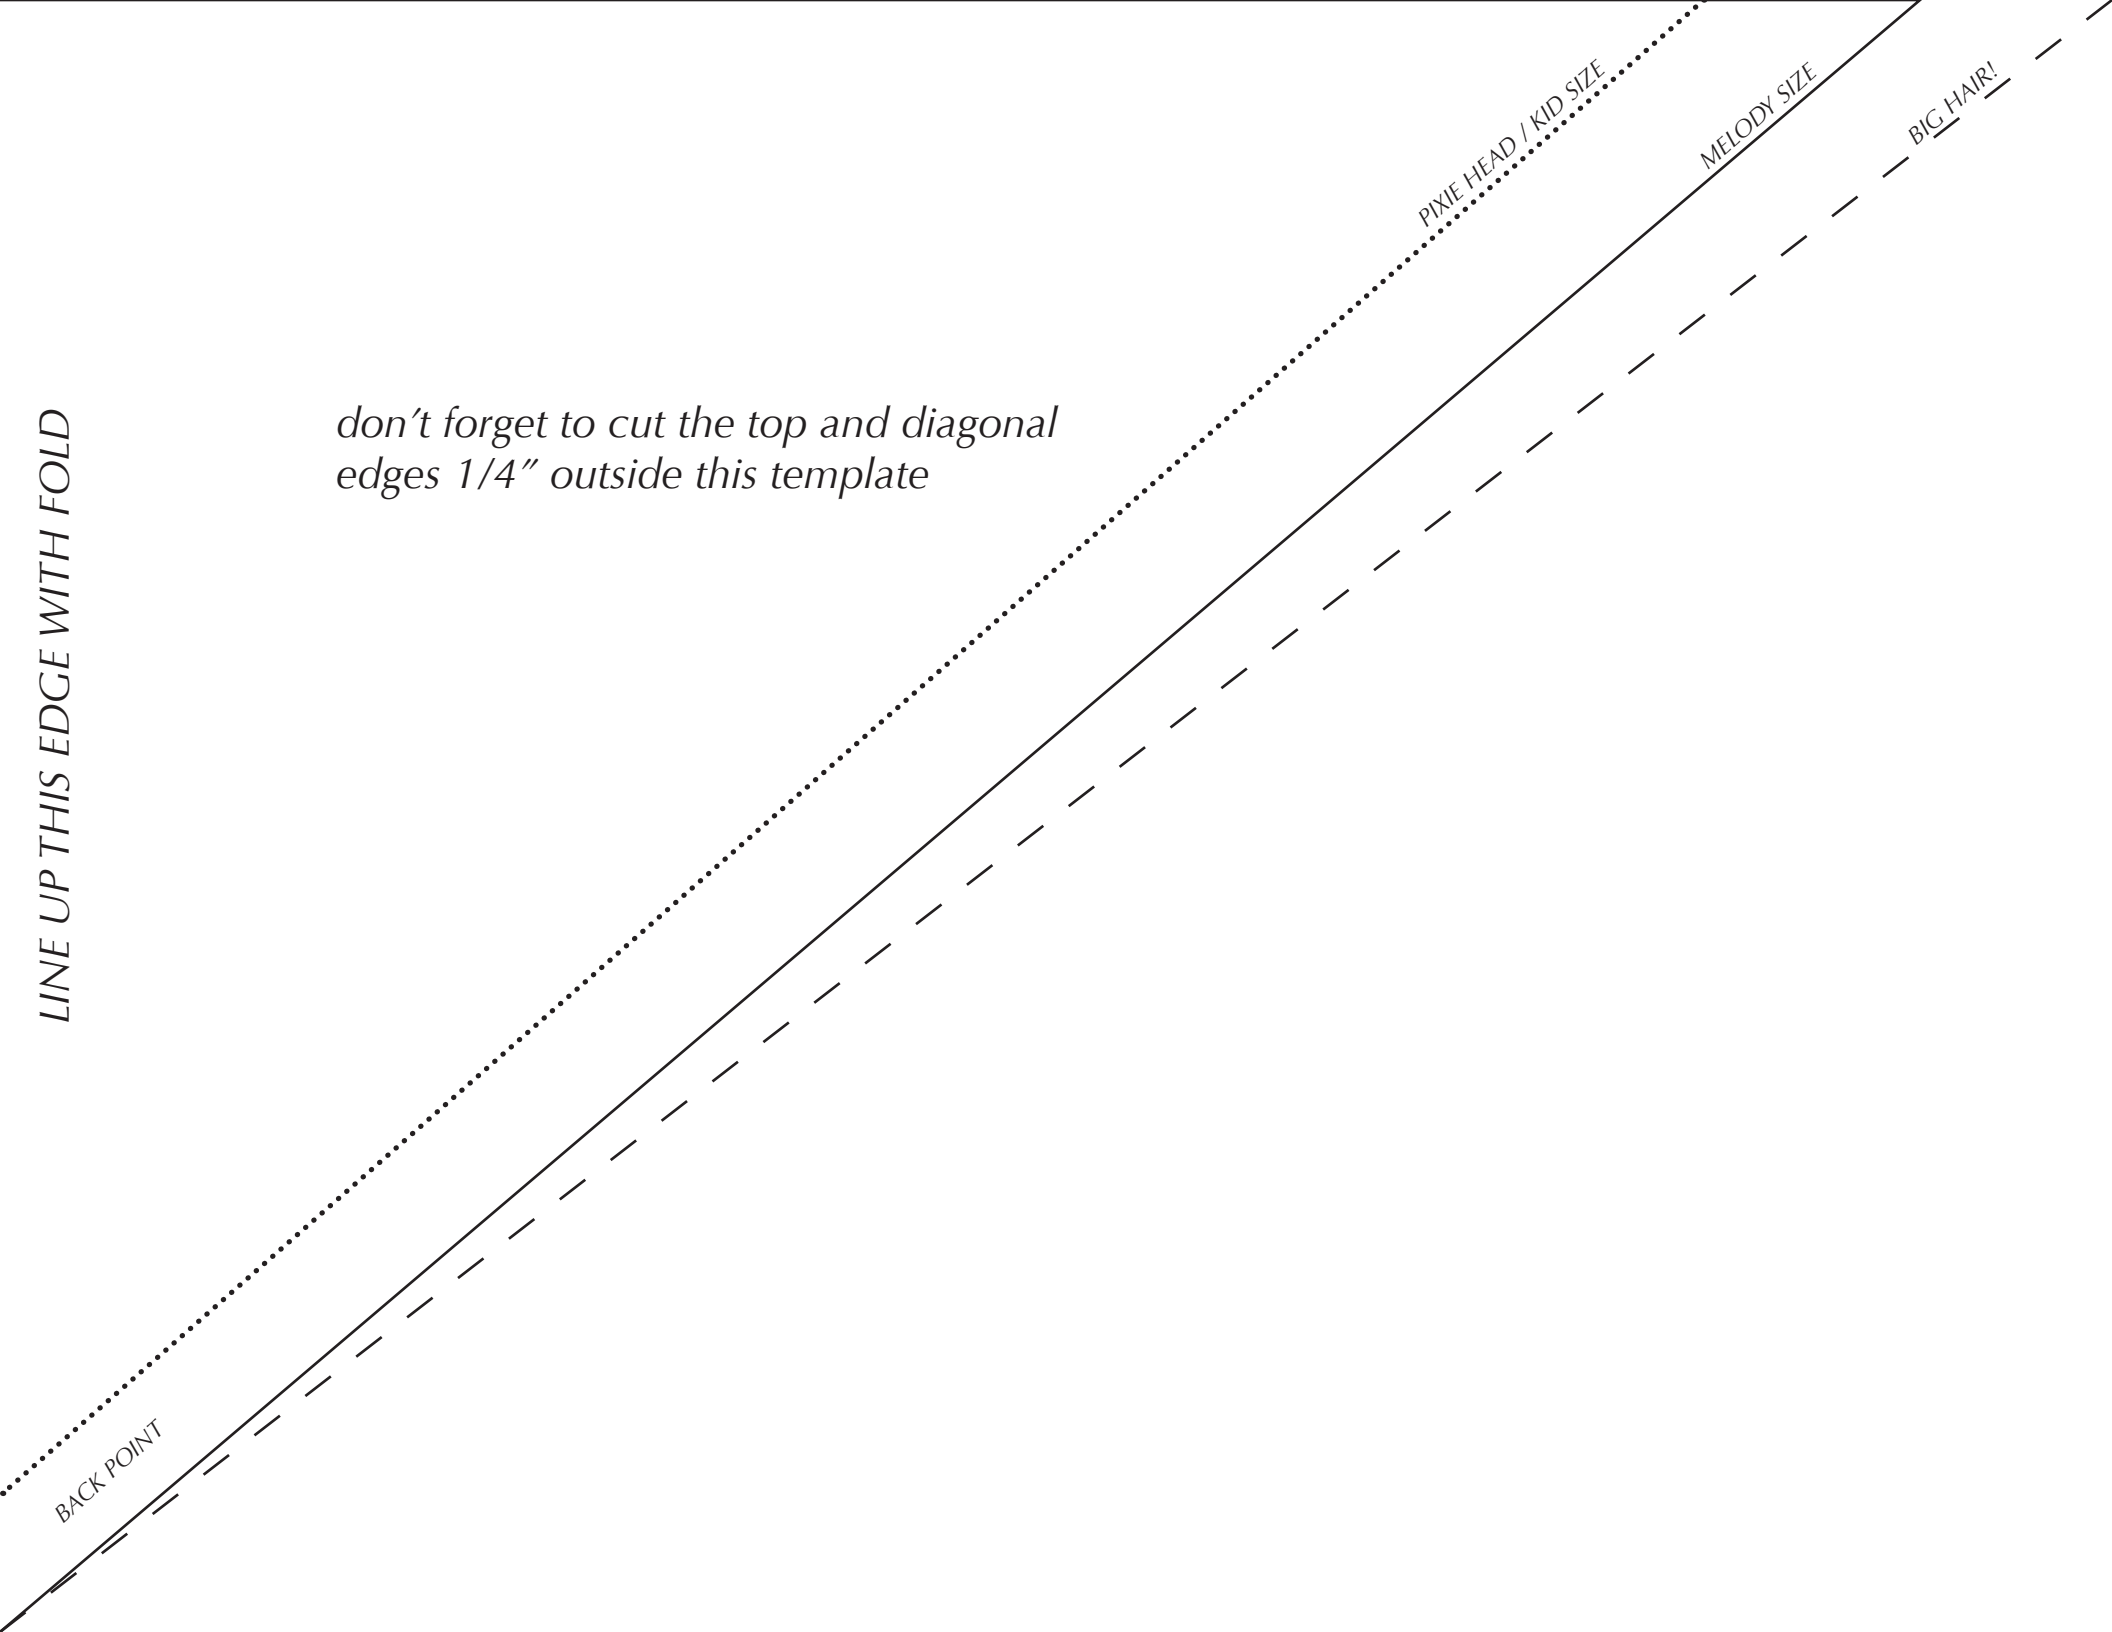 PIXIE HEAD / KID SIZE
MELODY SIZE
BIG HAIR!
don't forget to cut the top and diagonal
edges 1/4″ outside this template
LINE UP THIS EDGE WITH FOLD
BACK POINT